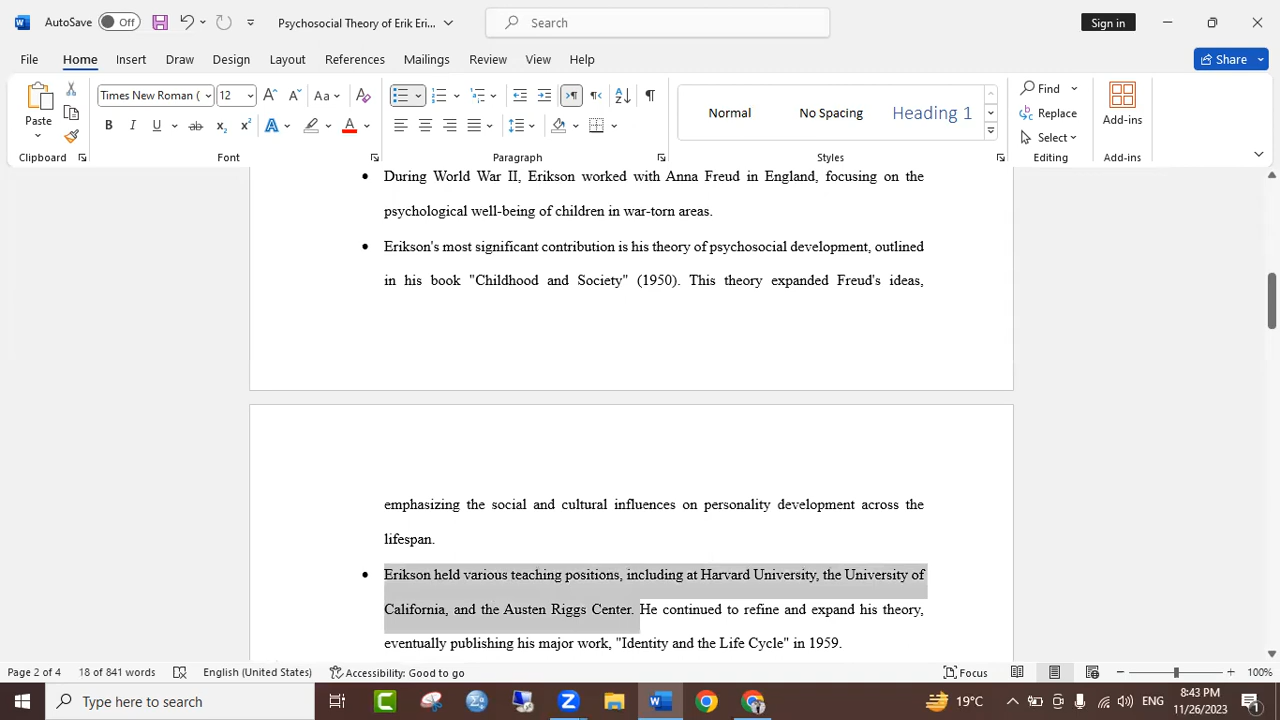 AutoSave Off Psychosocial Theory of Erik Eri... Search Sign in
File Home Insert Draw Design Layout References Mailings Review View Help Share
Times New Roman ( 12 Aa Find
Paste Normal No Spacing Heading 1 Replace Add-ins
B I U ab x₂ x² A A Select
Clipboard Font Paragraph Styles Editing Add-ins
• During World War II, Erikson worked with Anna Freud in England, focusing on the
psychological well-being of children in war-torn areas.
• Erikson's most significant contribution is his theory of psychosocial development, outlined
in his book "Childhood and Society" (1950). This theory expanded Freud's ideas,
emphasizing the social and cultural influences on personality development across the
lifespan.
• Erikson held various teaching positions, including at Harvard University, the University of
California, and the Austen Riggs Center. He continued to refine and expand his theory,
eventually publishing his major work, "Identity and the Life Cycle" in 1959.
Page 2 of 4 18 of 841 words English (United States) Accessibility: Good to go Focus 100%
Type here to search 19°C ENG 8:43 PM
11/26/2023